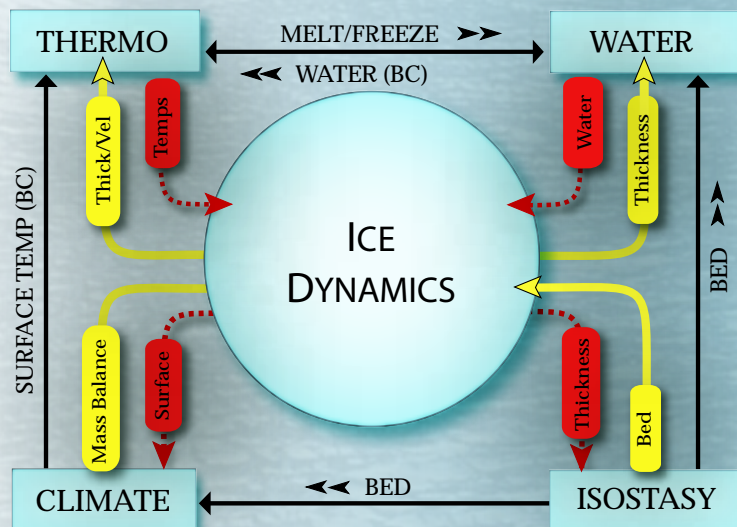 THERMO
MELT/FREEZE
WATER
WATER (BC)
Thick/Vel
Temps
Water
Thickness
SURFACE TEMP (BC)
ICE
DYNAMICS
BED
Mass Balance
Surface
Thickness
Bed
CLIMATE
BED
ISOSTASY